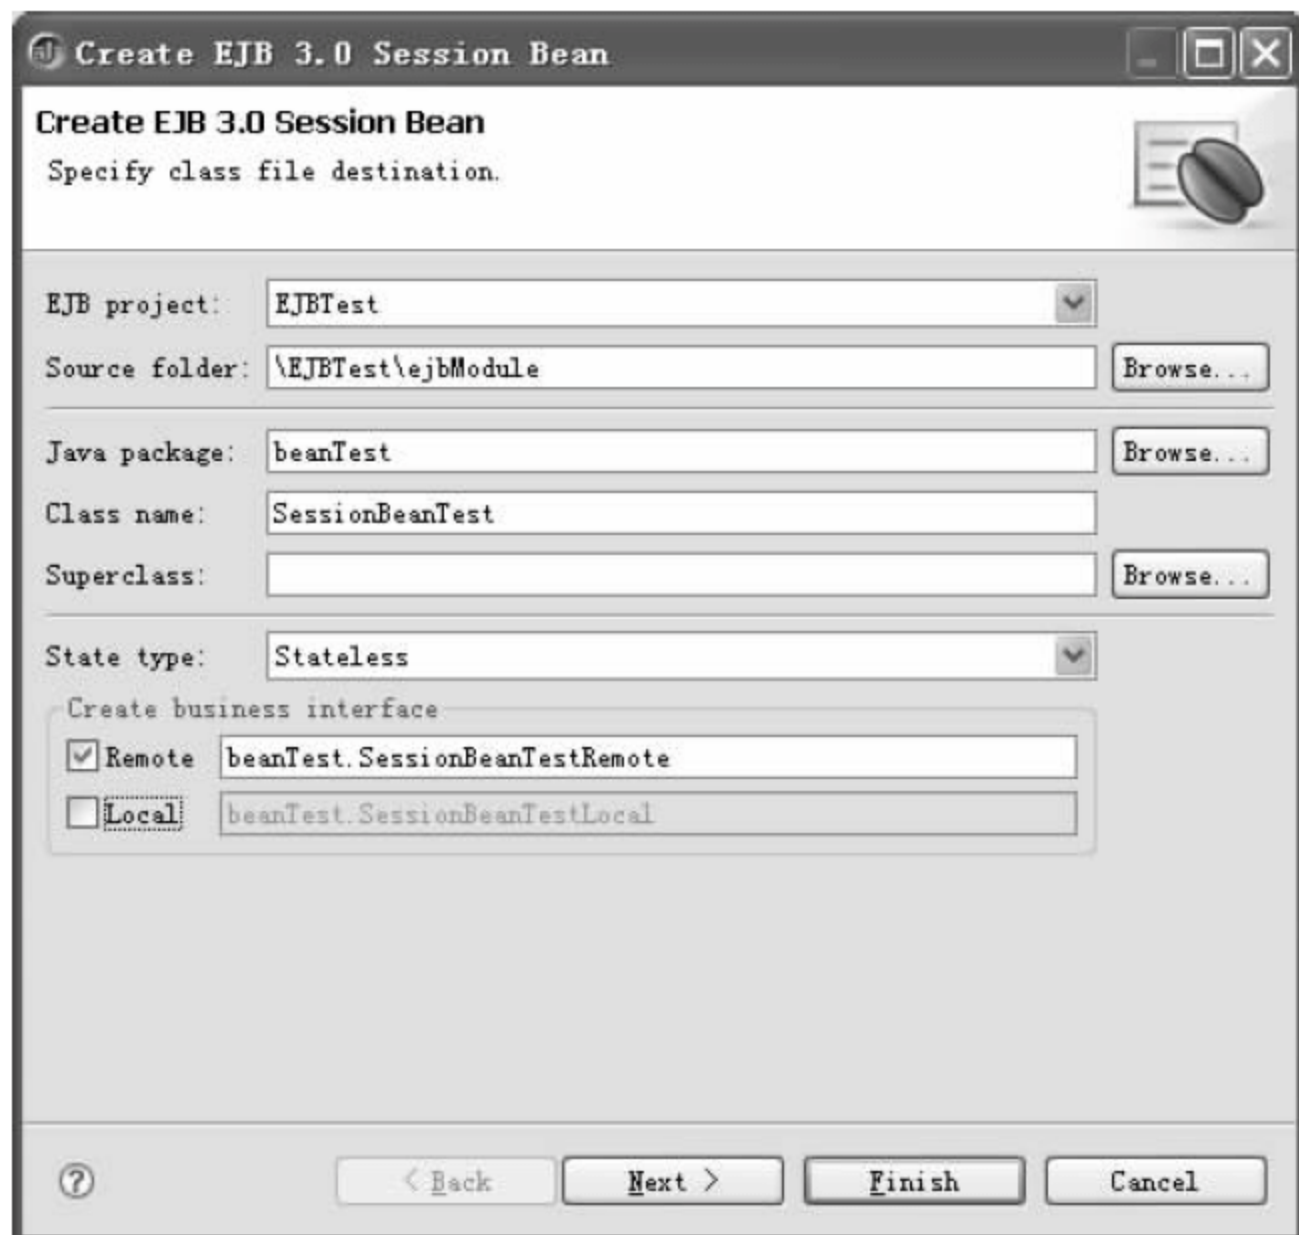 Create EJB 3.0 Session Bean
Create EJB 3.0 Session Bean
Specify class file destination.
EJB project: EJBTest
Source folder: \EJBTest\ejbModule Browse...
Java package: beanTest Browse...
Class name: SessionBeanTest
Superclass: Browse...
State type: Stateless
Create business interface
Remote beanTest.SessionBeanTestRemote
Local beanTest.SessionBeanTestLocal
? < Back Next > Finish Cancel